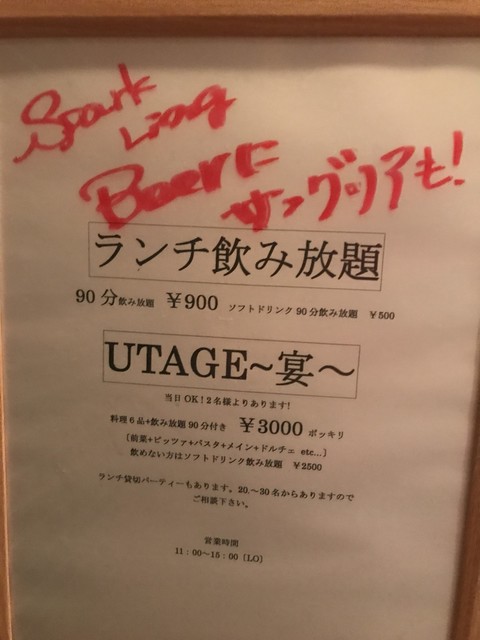 Spark
Ling
Beerに
サングリアも!
ランチ飲み放題
90分飲み放題 ¥900 ソフトドリンク90分飲み放題 ¥500
UTAGE~宴～
当日OK!2名様よりあります!
料理6品+飲み放題90分付き ¥3000 ポッキリ
〔前菜+ピッツァ+パスタ+メイン+ドルチェ etc...〕
飲めない方はソフトドリンク飲み放題 ¥2500
ランチ貸切パーティーもあります。20.～30名からありますので
ご相談下さい。
営業時間
11：00～15：00〔LO〕